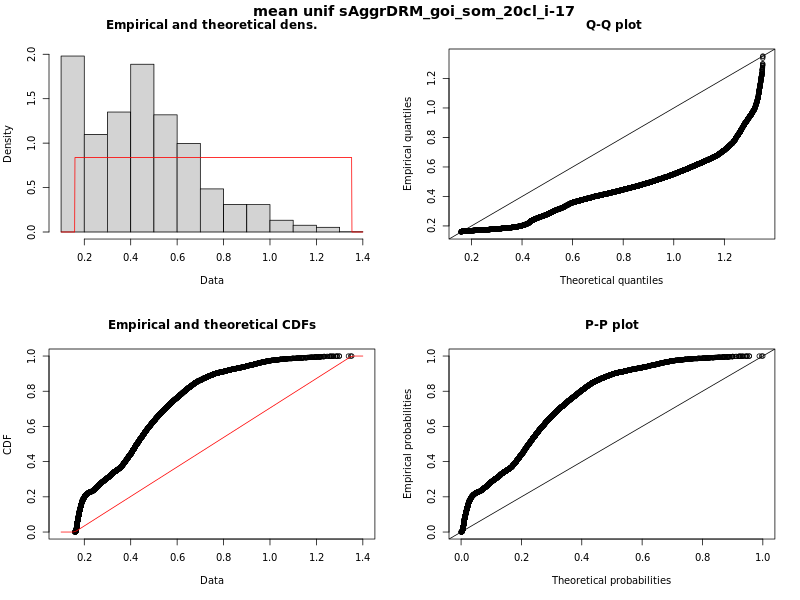 mean unif sAggrDRM_goi_som_20cl_i-17
Empirical and theoretical dens.
Density
0.0 0.5 1.0 1.5 2.0
0.2 0.4 0.6 0.8 1.0 1.2 1.4
Data
Q-Q plot
Empirical quantiles
0.2 0.4 0.6 0.8 1.0 1.2
0.2 0.4 0.6 0.8 1.0 1.2
Theoretical quantiles
Empirical and theoretical CDFs
CDF
0.0 0.2 0.4 0.6 0.8 1.0
0.2 0.4 0.6 0.8 1.0 1.2 1.4
Data
P-P plot
Empirical probabilities
0.0 0.2 0.4 0.6 0.8 1.0
0.0 0.2 0.4 0.6 0.8 1.0
Theoretical probabilities